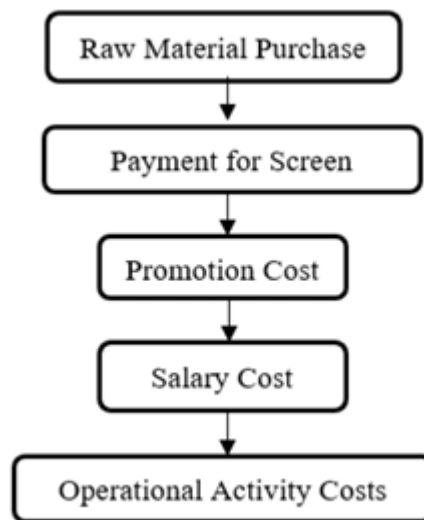 Raw Material Purchase
Payment for Screen
Promotion Cost
Salary Cost
Operational Activity Costs